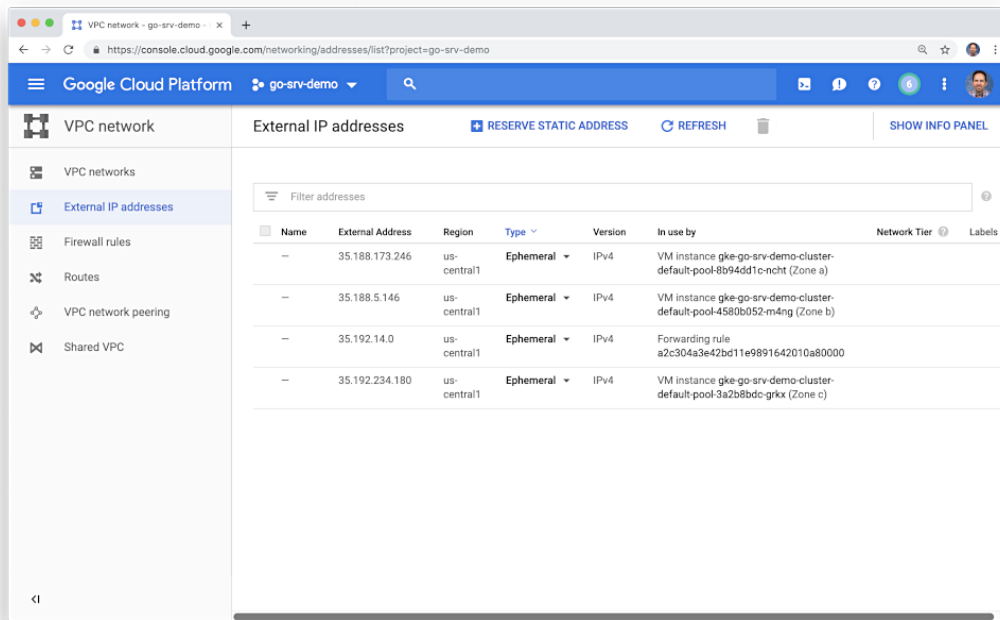 VPC network - go-srv-demo -
https://console.cloud.google.com/networking/addresses/list?project=go-srv-demo
Google Cloud Platform go-srv-demo 6
VPC network External IP addresses RESERVE STATIC ADDRESS REFRESH SHOW INFO PANEL
VPC networks
External IP addresses
Firewall rules
Routes
VPC network peering
Shared VPC
Filter addresses
Name External Address Region Type Version In use by Network Tier Labels
— 35.188.173.246 us-central1 Ephemeral IPv4 VM instance gke-go-srv-demo-cluster-
default-pool-8b94dd1c-ncht (Zone a)
— 35.188.5.146 us-central1 Ephemeral IPv4 VM instance gke-go-srv-demo-cluster-
default-pool-4580b052-m4ng (Zone b)
— 35.192.14.0 us-central1 Ephemeral IPv4 Forwarding rule
a2c304a3e42bd11e9891642010a80000
— 35.192.234.180 us-central1 Ephemeral IPv4 VM instance gke-go-srv-demo-cluster-
default-pool-3a2b8bdc-grkx (Zone c)